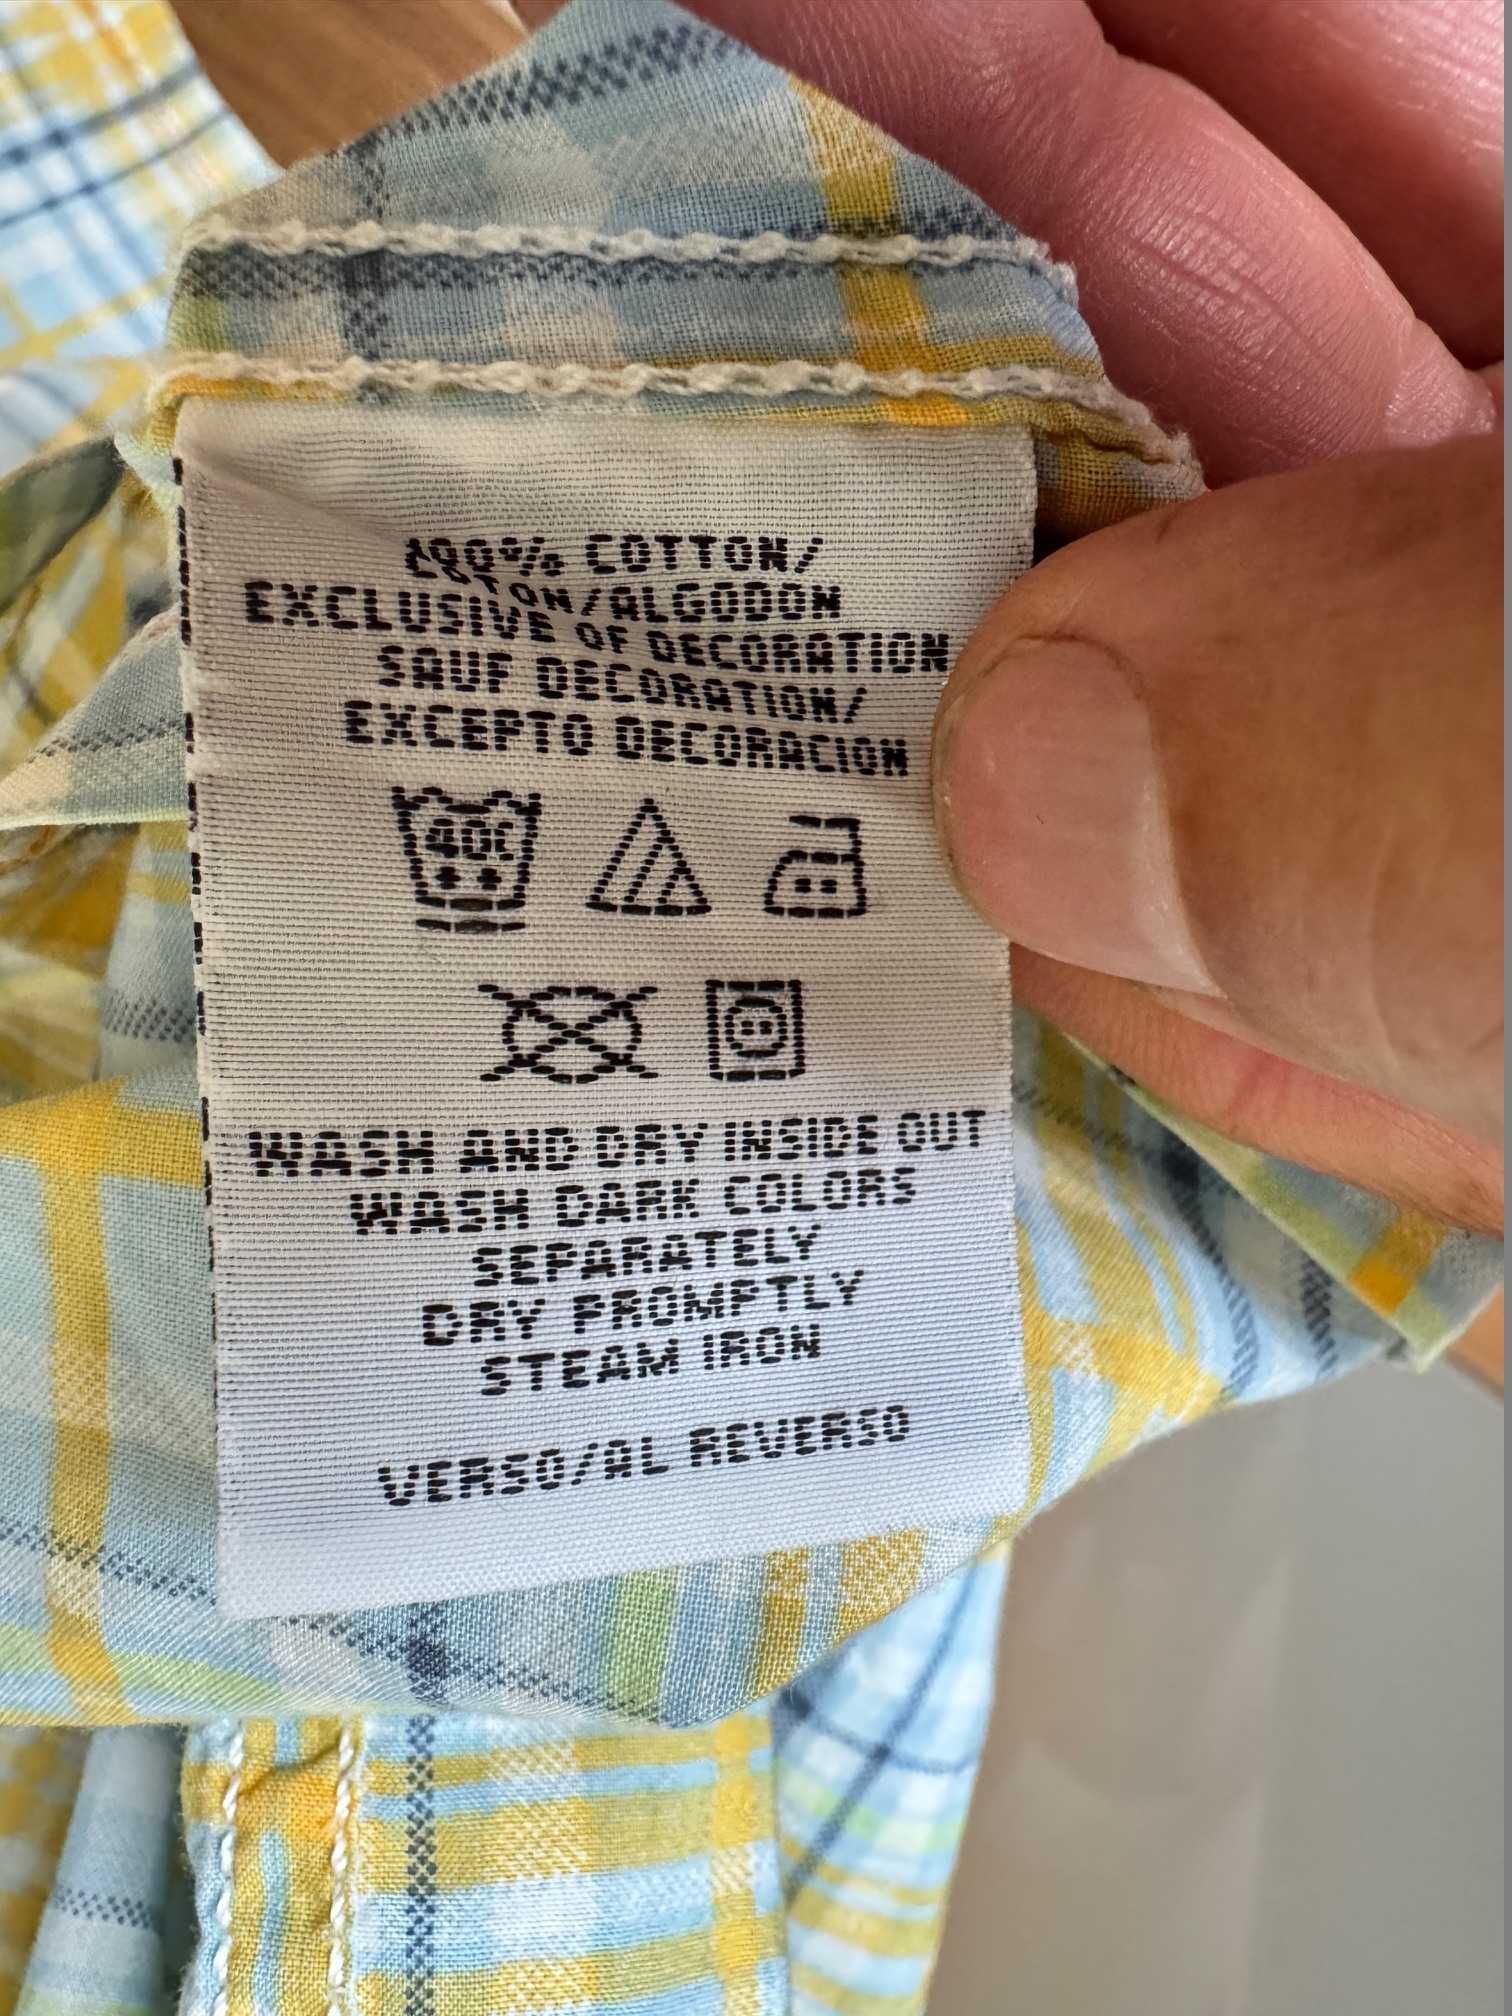 100% COTTON/
COTON/ALGODON
EXCLUSIVE OF DECORATION
SAUF DECORATION/
EXCEPTO DECORACION
40C
WASH AND DRY INSIDE OUT
WASH DARK COLORS
SEPARATELY
DRY PROMPTLY
STEAM IRON
VERSO/AL REVERSO